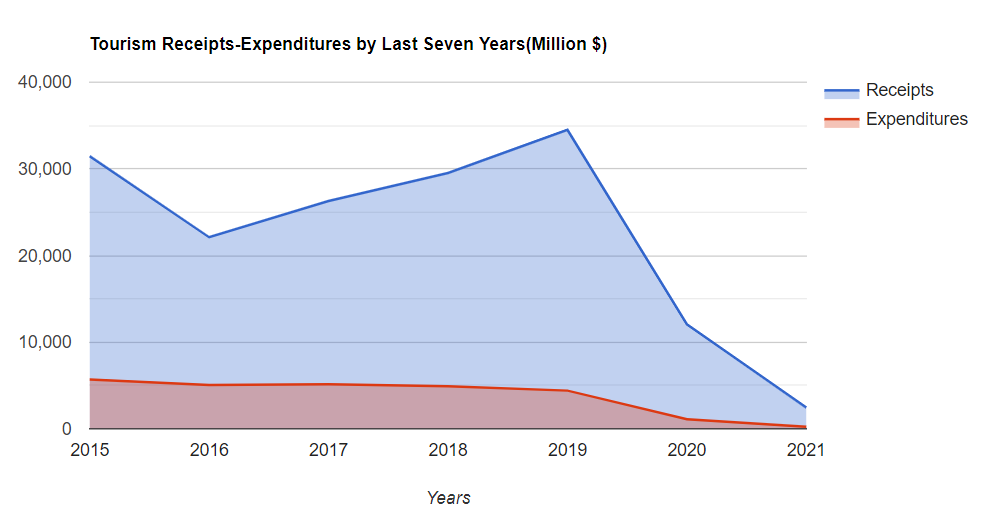 Tourism Receipts-Expenditures by Last Seven Years(Million $)
40,000
30,000
20,000
10,000
0
Receipts
Expenditures
2015 2016 2017 2018 2019 2020 2021
Years